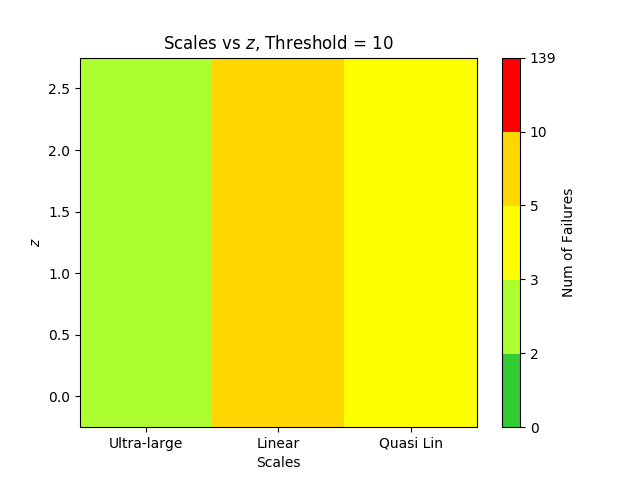 Scales vs z, Threshold = 10
2.5
2.0
1.5
1.0
0.5
0.0
z
Ultra-large
Linear
Quasi Lin
Scales
139
10
5
3
2
0
Num of Failures